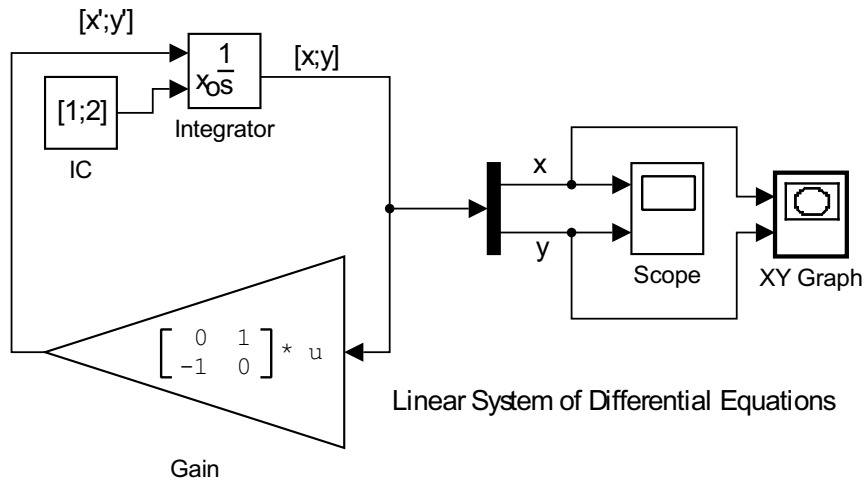 [x';y']
1
x₀ s
[x;y]
[1;2]
Integrator
IC
x
y
Scope
XY Graph
0 1
-1 0
* u
Linear System of Differential Equations
Gain